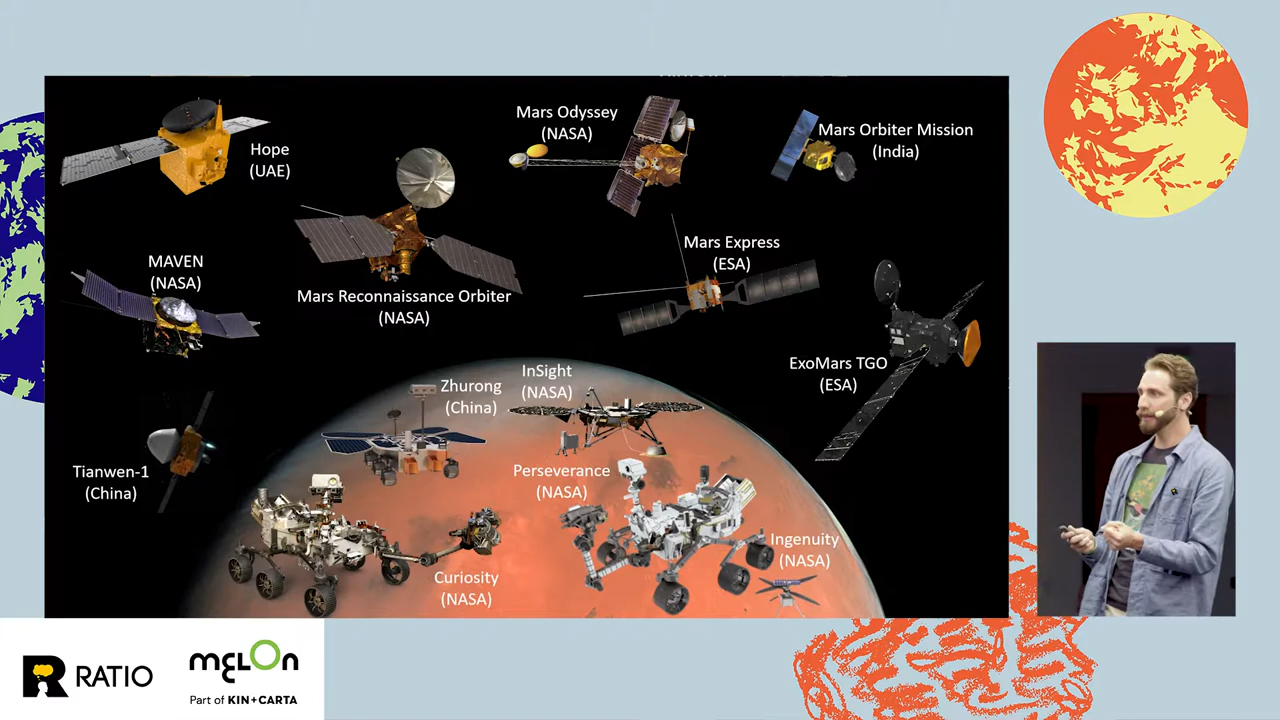 Mars Odyssey
(NASA)
Mars Orbiter Mission
(India)
Hope
(UAE)
Mars Express
(ESA)
MAVEN
(NASA)
Mars Reconnaissance Orbiter
(NASA)
ExoMars TGO
(ESA)
InSight
(NASA)
Zhurong
(China)
Tianwen-1
(China)
Perseverance
(NASA)
Ingenuity
(NASA)
Curiosity
(NASA)
R RATIO
melon
Part of KIN+CARTA